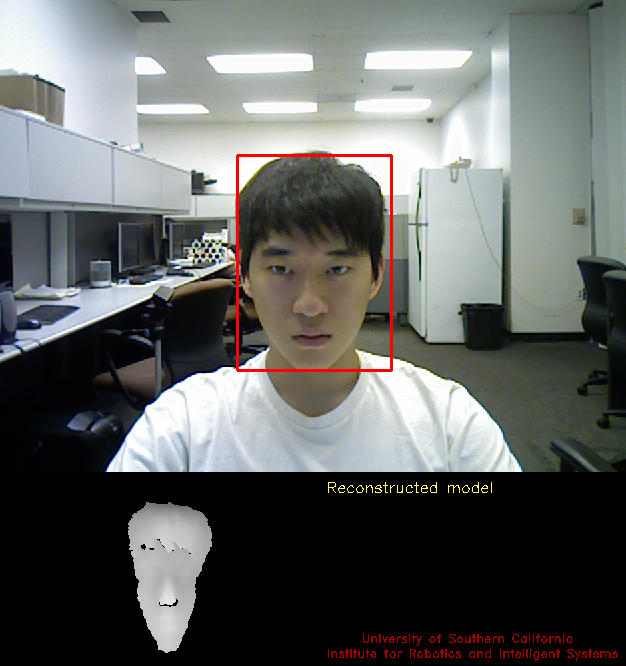 Reconstructed model
University of Southern California
Institute for Robotics and Intelligent Systems